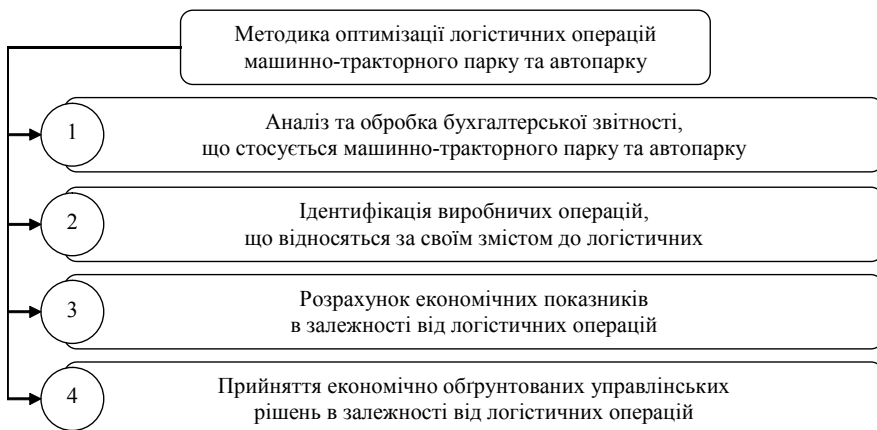 Методика оптимізації логістичних операцій
машинно-тракторного парку та автопарку
1
Аналіз та обробка бухгалтерської звітності,
що стосується машинно-тракторного парку та автопарку
2
Ідентифікація виробничих операцій,
що відносяться за своїм змістом до логістичних
3
Розрахунок економічних показників
в залежності від логістичних операцій
4
Прийняття економічно обґрунтованих управлінських
рішень в залежності від логістичних операцій